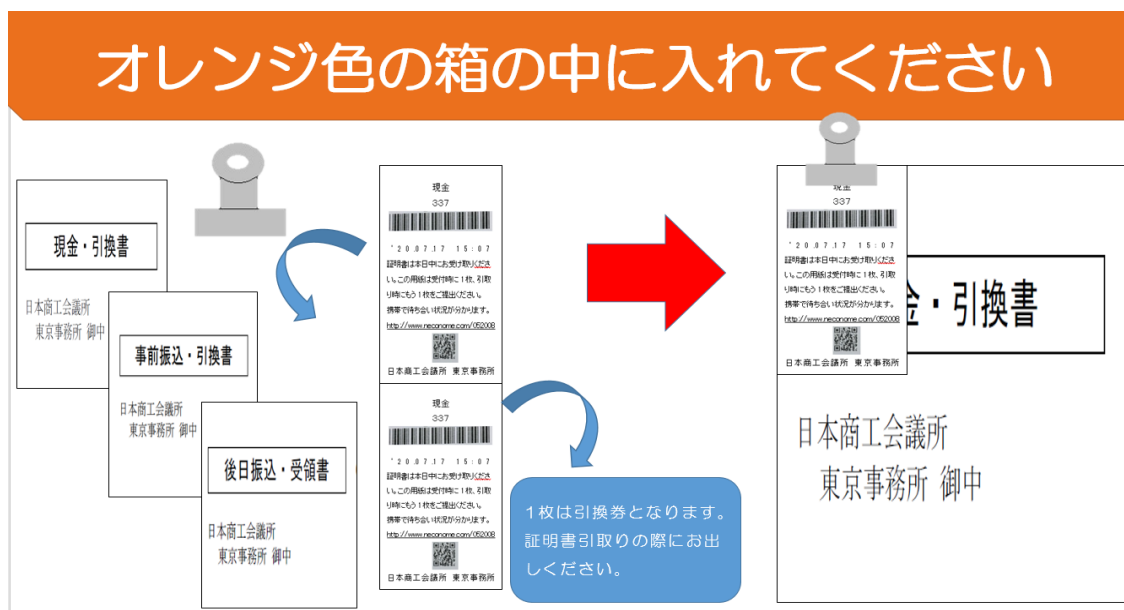 オレンジ色の箱の中に入れてください
現金・引換書
日本商工会議所
東京事務所 御中
事前振込・引換書
日本商工会議所
東京事務所 御中
後日振込・受領書
日本商工会議所
東京事務所 御中
現金
337
'20.07.17 15:07
証明書は本日中にお受け取りくださ
い。この用紙は受付時に1枚、引取
り時にもう1枚をご提出ください。
携帯で待ち合い状況が分かります。
http://www.neconome.com/052008
日本商工会議所 東京事務所
現金
337
'20.07.17 15:07
証明書は本日中にお受け取りくださ
い。この用紙は受付時に1枚、引取
り時にもう1枚をご提出ください。
携帯で待ち合い状況が分かります。
http://www.neconome.com/052008
日本商工会議所 東京事務所
1枚は引換券となります。
証明書引取りの際にお出
しください。
現金
337
'20.07.17 15:07
証明書は本日中にお受け取りくださ
い。この用紙は受付時に1枚、引取
り時にもう1枚をご提出ください。
携帯で待ち合い状況が分かります。
http://www.neconome.com/052008
日本商工会議所 東京事務所
金・引換書
日本商工会議所
東京事務所 御中